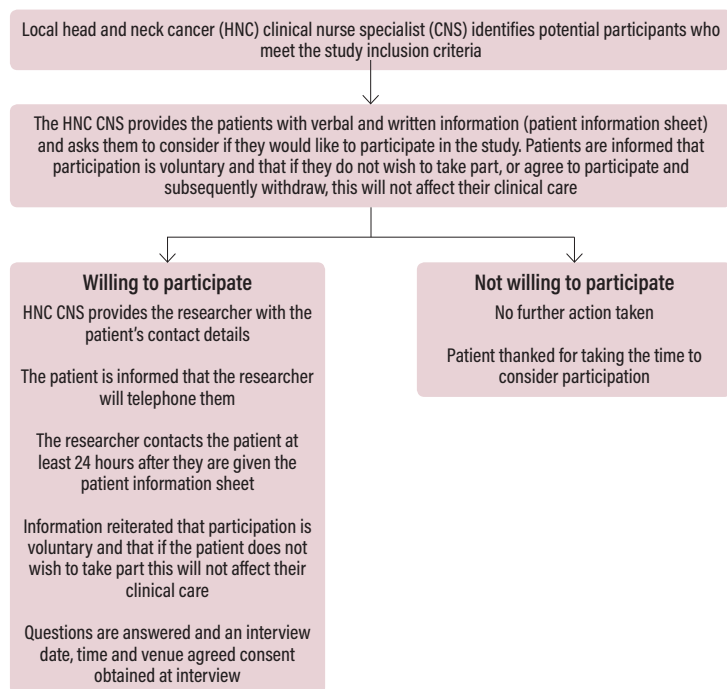 Local head and neck cancer (HNC) clinical nurse specialist (CNS) identifies potential participants who
meet the study inclusion criteria
The HNC CNS provides the patients with verbal and written information (patient information sheet)
and asks them to consider if they would like to participate in the study. Patients are informed that
participation is voluntary and that if they do not wish to take part, or agree to participate and
subsequently withdraw, this will not affect their clinical care
Willing to participate
HNC CNS provides the researcher with the
patient's contact details
The patient is informed that the researcher
will telephone them
The researcher contacts the patient at
least 24 hours after they are given the
patient information sheet
Information reiterated that participation is
voluntary and that if the patient does not
wish to take part this will not affect their
clinical care
Questions are answered and an interview
date, time and venue agreed consent
obtained at interview
Not willing to participate
No further action taken
Patient thanked for taking the time to
consider participation